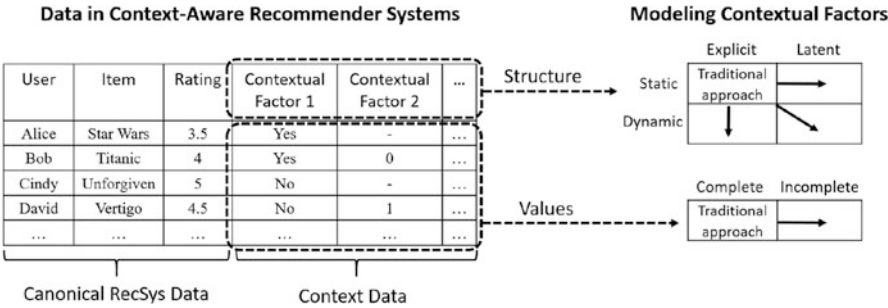 Data in Context-Aware Recommender Systems
Modeling Contextual Factors
User Item Rating Contextual Factor 1 Contextual Factor 2 ...
Alice Star Wars 3.5 Yes - ...
Bob Titanic 4 Yes 0 ...
Cindy Unforgiven 5 No - ...
David Vertigo 4.5 No 1 ...
... ... ... ... ... ...
Canonical RecSys Data
Context Data
Structure
Values
Explicit Latent
Static Traditional approach
Dynamic
Complete Incomplete
Traditional approach